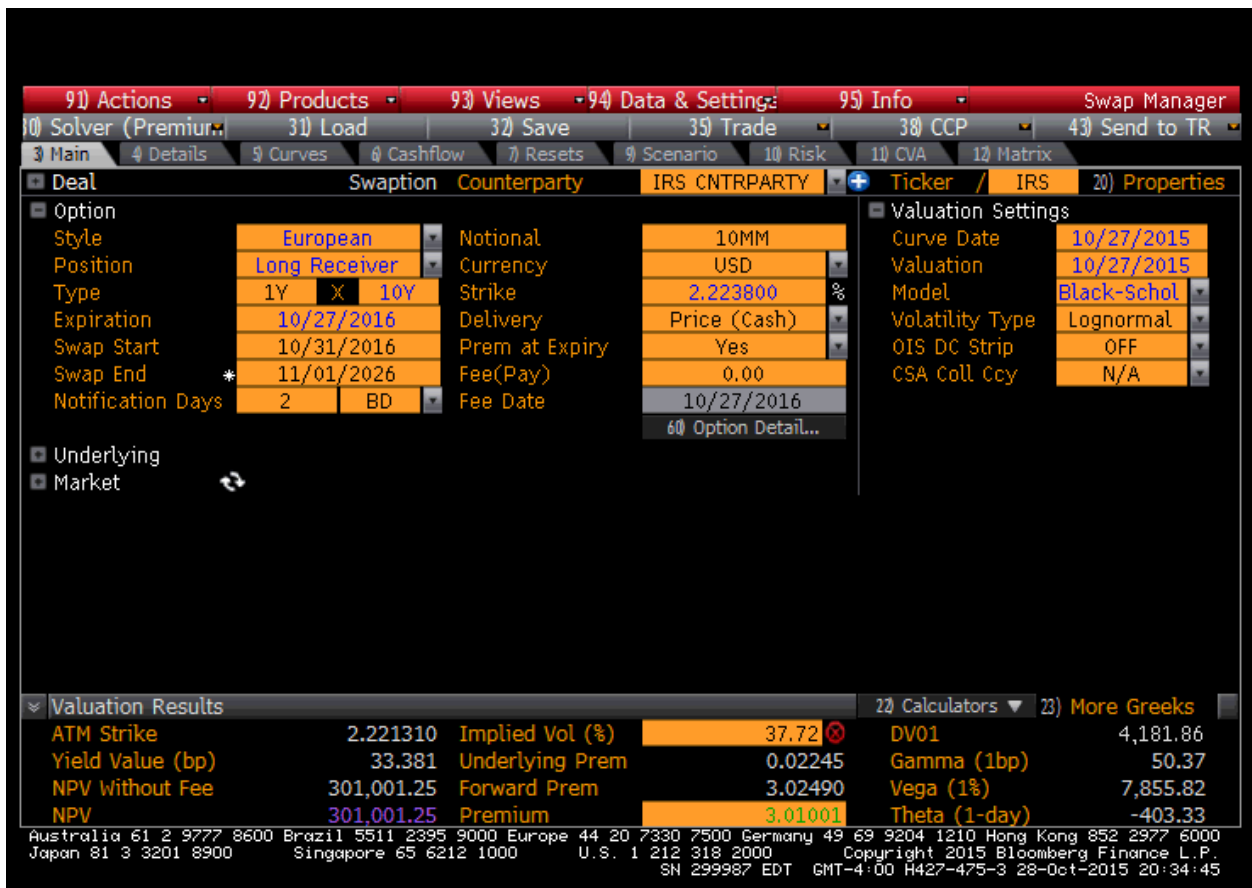 91) Actions 92) Products 93) Views 94) Data & Settings 95) Info Swap Manager
30) Solver (Premium 31) Load 32) Save 35) Trade 38) CCP 43) Send to TR
3) Main 4) Details 5) Curves 6) Cashflow 7) Resets 9) Scenario 10) Risk 11) CVA 12) Matrix
Deal Swaption Counterparty IRS CNTRPARTY Ticker / IRS 20) Properties
Option Valuation Settings
Style European Notional 10MM Curve Date 10/27/2015
Position Long Receiver Currency USD Valuation 10/27/2015
Type 1Y X 10Y Strike 2.223800 % Model Black-Schol
Expiration 10/27/2016 Delivery Price (Cash) Volatility Type Lognormal
Swap Start 10/31/2016 Prem at Expiry Yes OIS DC Strip OFF
Swap End * 11/01/2026 Fee(Pay) 0.00 CSA Coll Ccy N/A
Notification Days 2 BD Fee Date 10/27/2016
60) Option Detail...
Underlying
Market
Valuation Results 22) Calculators 23) More Greeks
ATM Strike 2.221310 Implied Vol (%) 37.72 DV01 4,181.86
Yield Value (bp) 33.381 Underlying Prem 0.02245 Gamma (1bp) 50.37
NPV Without Fee 301,001.25 Forward Prem 3.02490 Vega (1%) 7,855.82
NPV 301,001.25 Premium 3.01001 Theta (1-day) -403.33
Australia 61 2 9777 8600 Brazil 5511 2395 9000 Europe 44 20 7330 7500 Germany 49 69 9204 1210 Hong Kong 852 2977 6000
Japan 81 3 3201 8900 Singapore 65 6212 1000 U.S. 1 212 318 2000 Copyright 2015 Bloomberg Finance L.P.
SN 299987 EDT GMT-4:00 H427-475-3 28-Oct-2015 20:34:45